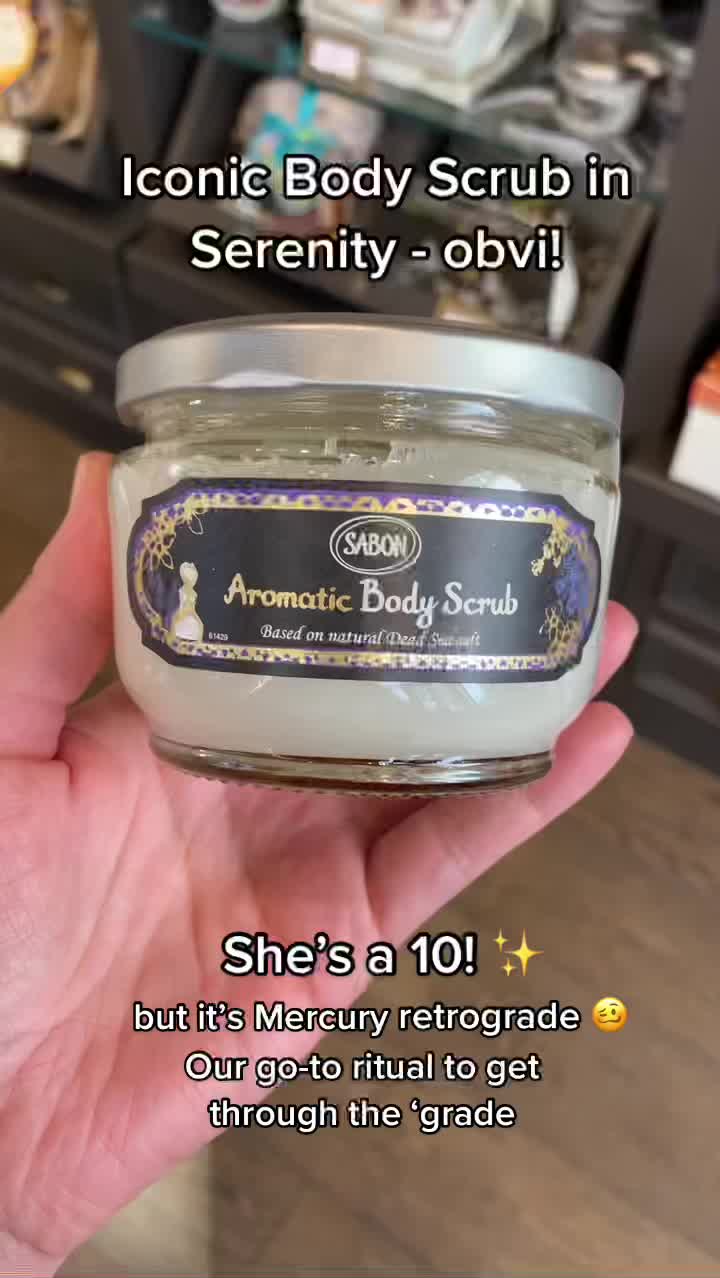 Iconic Body Scrub in
Serenity - obvi!
SABON
Aromatic Body Scrub
61429
Based on natural Dead Sea salt
She's a 10! ✨
but it's Mercury retrograde 🥴
Our go-to ritual to get
through the ‘grade